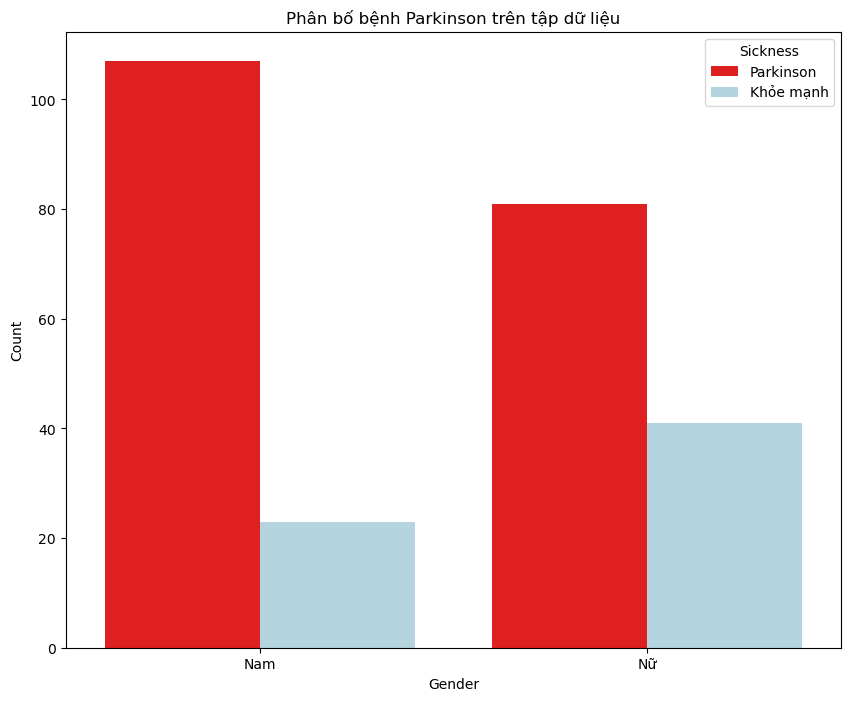 Phân bố bệnh Parkinson trên tập dữ liệu
Sickness
Parkinson
Khỏe mạnh
Count
100
80
60
40
20
0
Nam
Nữ
Gender